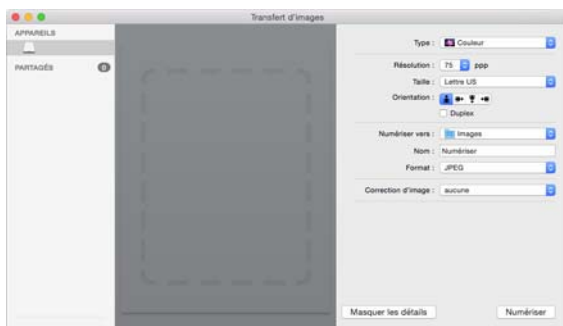 Transfert d'images
APPAREILS
PARTAGÉS 0
Type : Couleur
Résolution : 75 ppp
Taille : Lettre US
Orientation :
Duplex
Numériser vers : Images
Nom : Numériser
Format : JPEG
Correction d'image : aucune
Masquer les détails Numériser